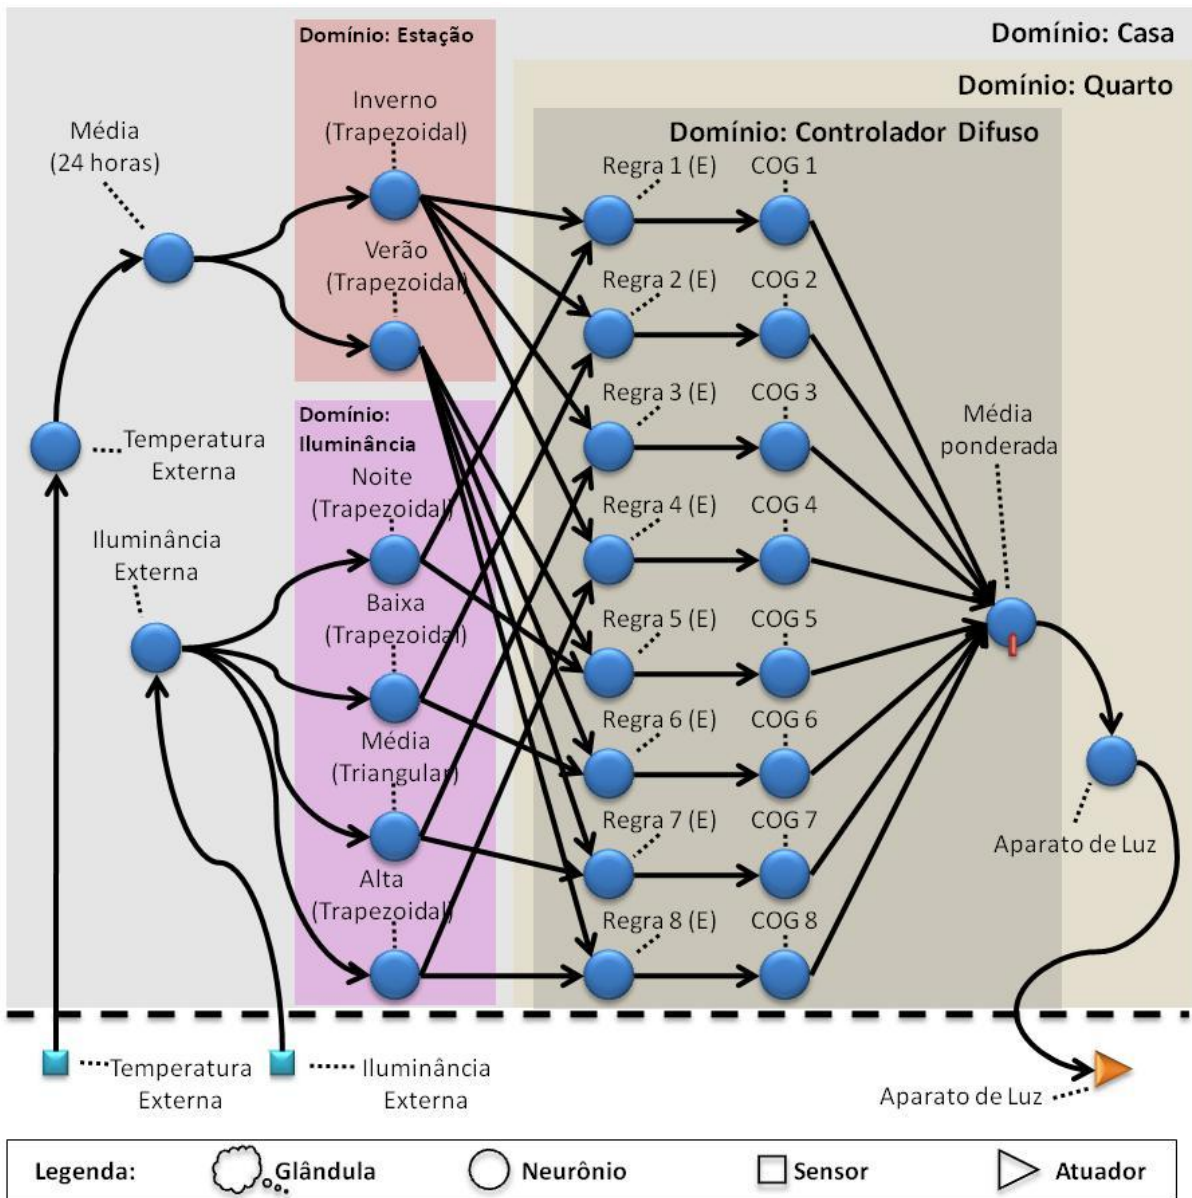 Domínio: Casa
Domínio: Quarto
Domínio: Controlador Difuso
Domínio: Estação
Inverno
(Trapezoidal)
Verão
(Trapezoidal)
Média
(24 horas)
Temperatura
Externa
Iluminância
Externa
Domínio:
Iluminância
Noite
(Trapezoidal)
Baixa
(Trapezoidal)
Média
(Triangular)
Alta
(Trapezoidal)
Regra 1 (E)
COG 1
Regra 2 (E)
COG 2
Regra 3 (E)
COG 3
Regra 4 (E)
COG 4
Regra 5 (E)
COG 5
Regra 6 (E)
COG 6
Regra 7 (E)
COG 7
Regra 8 (E)
COG 8
Média
ponderada
Aparato de Luz
Temperatura
Externa
Iluminância
Externa
Aparato de Luz
Legenda:
Glândula
Neurônio
Sensor
Atuador